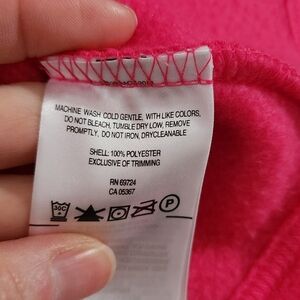 MACHINE WASH COLD GENTLE, WITH LIKE COLORS,
DO NOT BLEACH, TUMBLE DRY LOW, REMOVE
PROMPTLY, DO NOT IRON, DRYCLEANABLE
SHELL: 100% POLYESTER
EXCLUSIVE OF TRIMMING
RN 69724
CA 05367
30C P